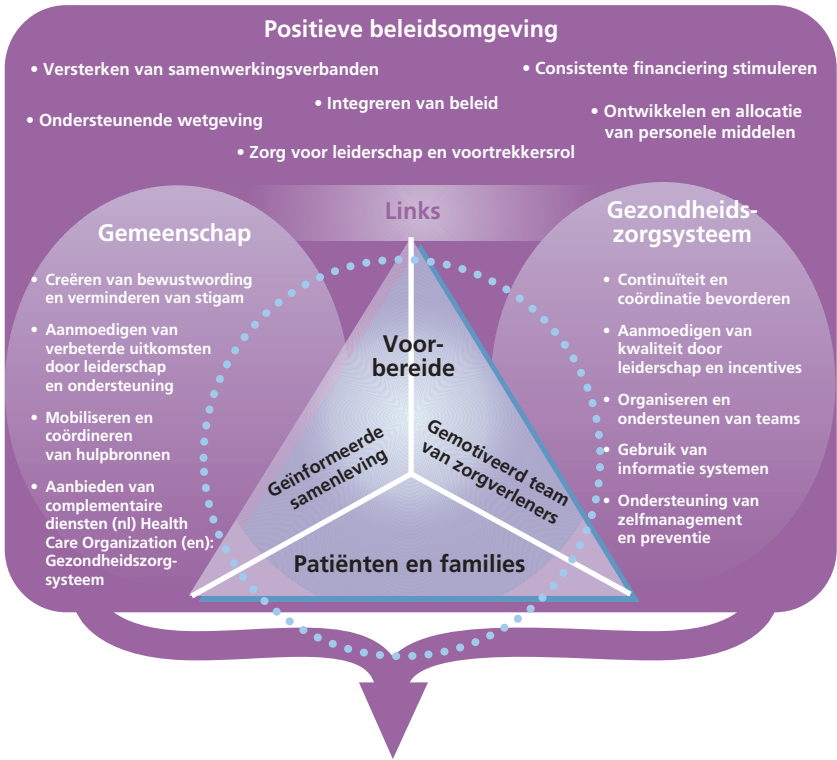 Positieve beleidsomgeving
• Versterken van samenwerkingsverbanden
• Consistente financiering stimuleren
• Integreren van beleid
• Ondersteunende wetgeving
• Ontwikkelen en allocatie
van personele middelen
• Zorg voor leiderschap en voortrekkersrol
Links
Gemeenschap
• Creëren van bewustwording
en verminderen van stigam
• Aanmoedigen van
verbeterde uitkomsten
door leiderschap
en ondersteuning
• Mobiliseren en
coördineren
van hulpbronnen
• Aanbieden van
complementaire
diensten (nl) Health
Care Organization (en):
Gezondheidszorg-
systeem
Voor-
bereide
Geïnformeerde
samenleving
Gemotiveerd team
van zorgverleners
Patiënten en families
Gezondheids-
zorgsysteem
• Continuïteit en
coördinatie bevorderen
• Aanmoedigen van
kwaliteit door
leiderschap en incentives
• Organiseren en
ondersteunen van teams
• Gebruik van
informatie systemen
• Ondersteuning van
zelfmanagement
en preventie